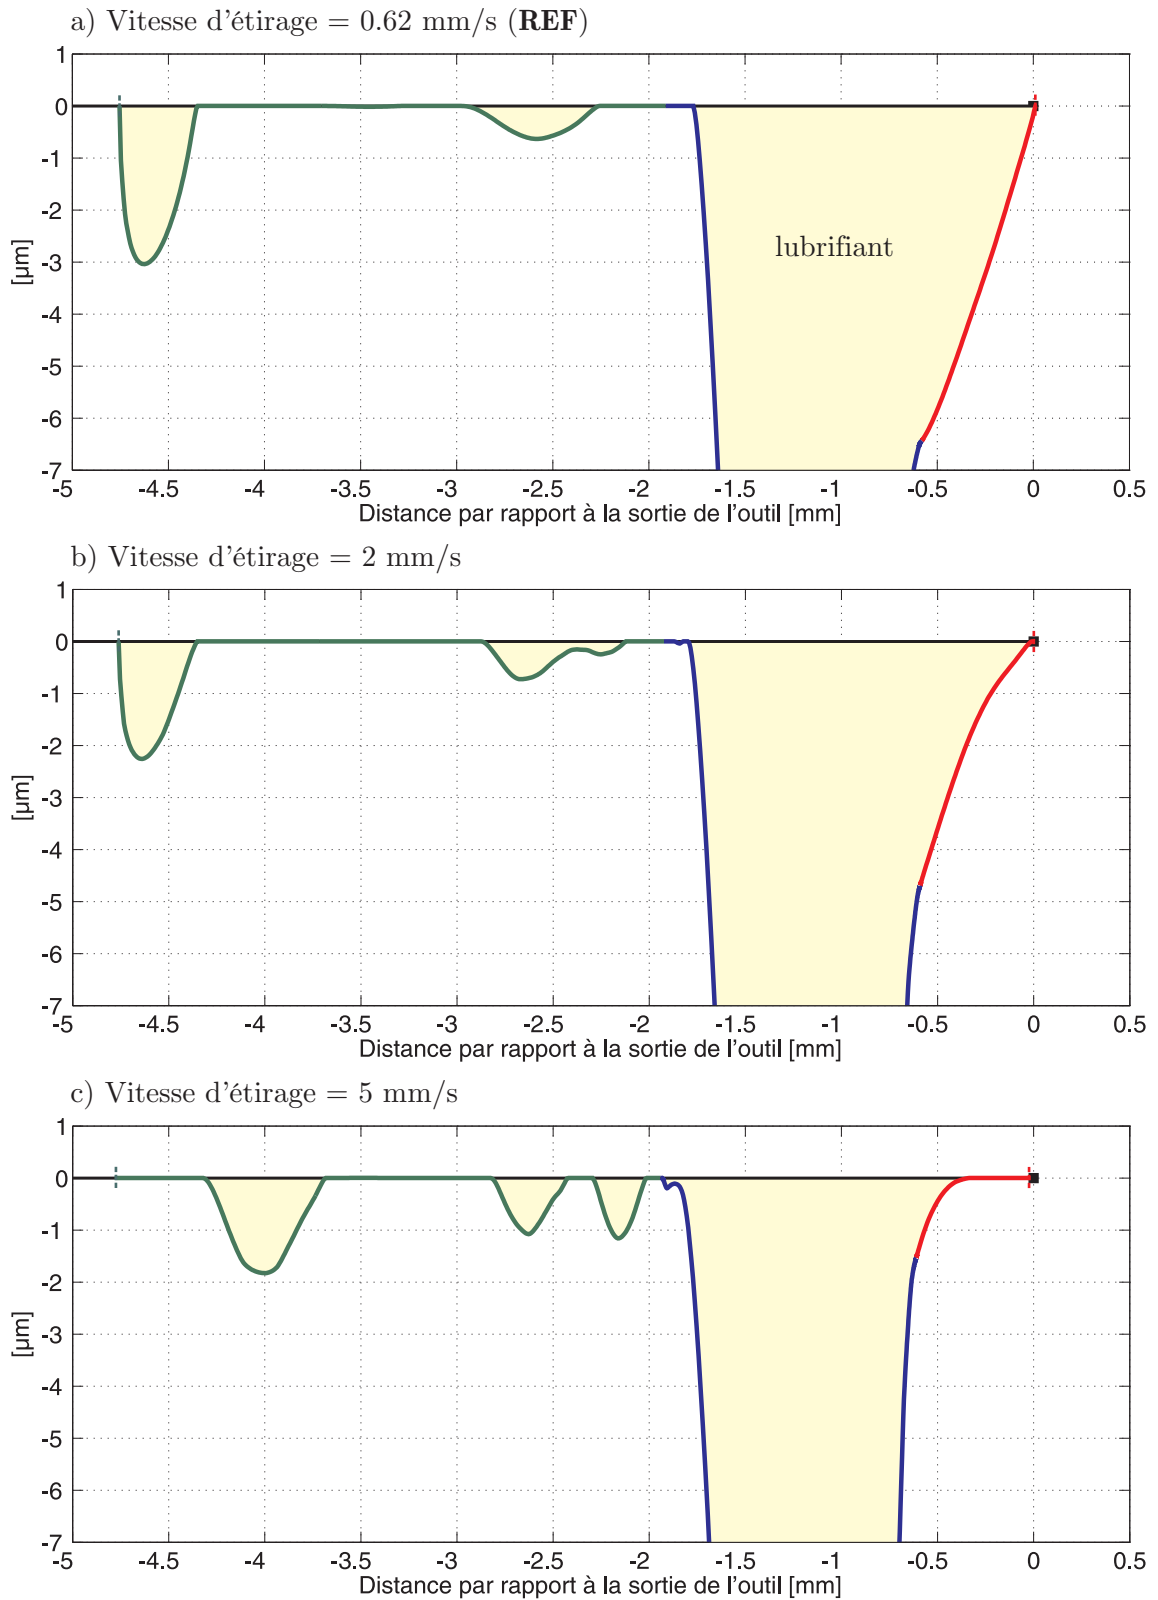 a) Vitesse d'étirage = 0.62 mm/s (REF)
1
0
-1
-2
-3
-4
-5
-6
-7
[µm]
lubrifiant
-5 -4.5 -4 -3.5 -3 -2.5 -2 -1.5 -1 -0.5 0 0.5
Distance par rapport à la sortie de l'outil [mm]
b) Vitesse d'étirage = 2 mm/s
1
0
-1
-2
-3
-4
-5
-6
-7
[µm]
-5 -4.5 -4 -3.5 -3 -2.5 -2 -1.5 -1 -0.5 0 0.5
Distance par rapport à la sortie de l'outil [mm]
c) Vitesse d'étirage = 5 mm/s
1
0
-1
-2
-3
-4
-5
-6
-7
[µm]
-5 -4.5 -4 -3.5 -3 -2.5 -2 -1.5 -1 -0.5 0 0.5
Distance par rapport à la sortie de l'outil [mm]